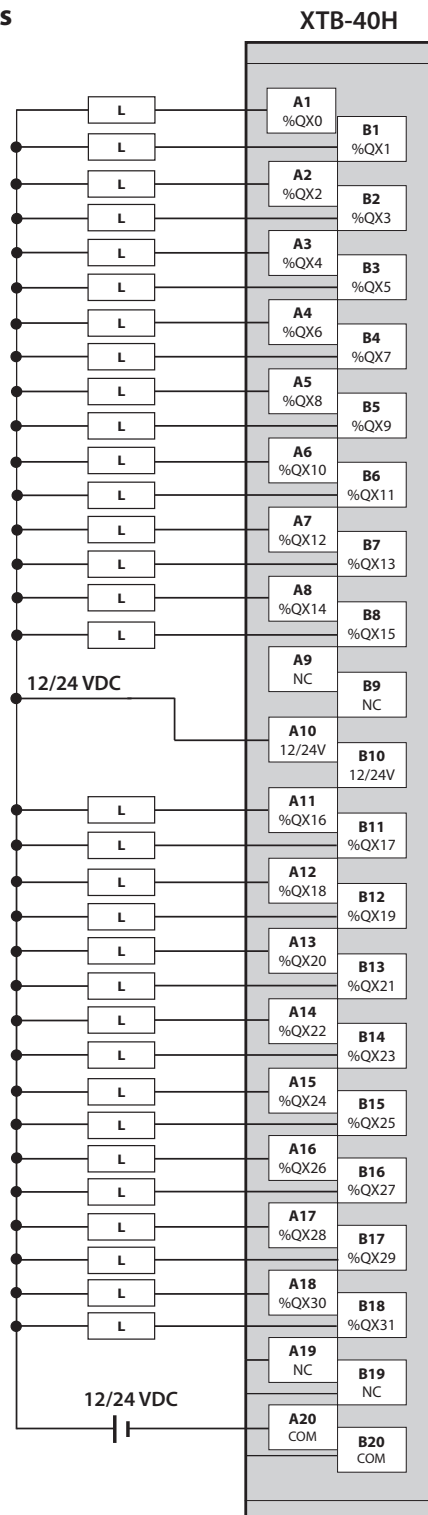 s
XTB-40H
L
A1
%QX0
L
B1
%QX1
L
A2
%QX2
L
B2
%QX3
L
A3
%QX4
L
B3
%QX5
L
A4
%QX6
L
B4
%QX7
L
A5
%QX8
L
B5
%QX9
L
A6
%QX10
L
B6
%QX11
L
A7
%QX12
L
B7
%QX13
L
A8
%QX14
L
B8
%QX15
A9
NC
12/24 VDC
B9
NC
A10
12/24V
B10
12/24V
L
A11
%QX16
L
B11
%QX17
L
A12
%QX18
L
B12
%QX19
L
A13
%QX20
L
B13
%QX21
L
A14
%QX22
L
B14
%QX23
L
A15
%QX24
L
B15
%QX25
L
A16
%QX26
L
B16
%QX27
L
A17
%QX28
L
B17
%QX29
L
A18
%QX30
L
B18
%QX31
A19
NC
B19
NC
12/24 VDC
A20
COM
B20
COM